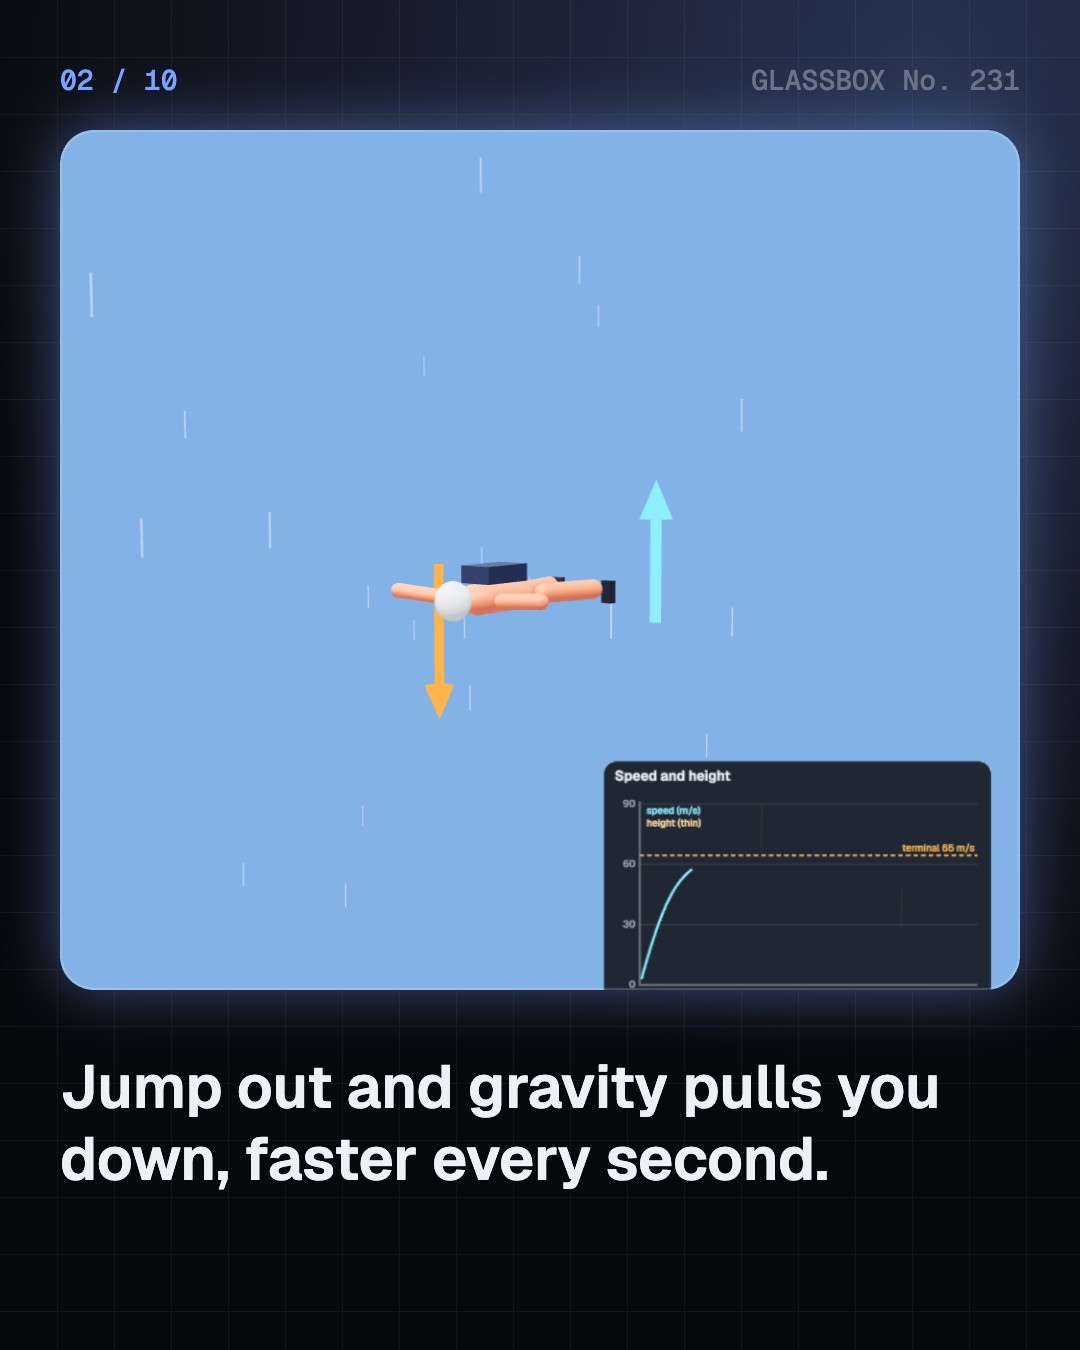 02 / 10
GLASSBOX No. 231
Speed and height
90
speed (m/s)
height (thin)
terminal 65 m/s
60
30
0
Jump out and gravity pulls you
down, faster every second.